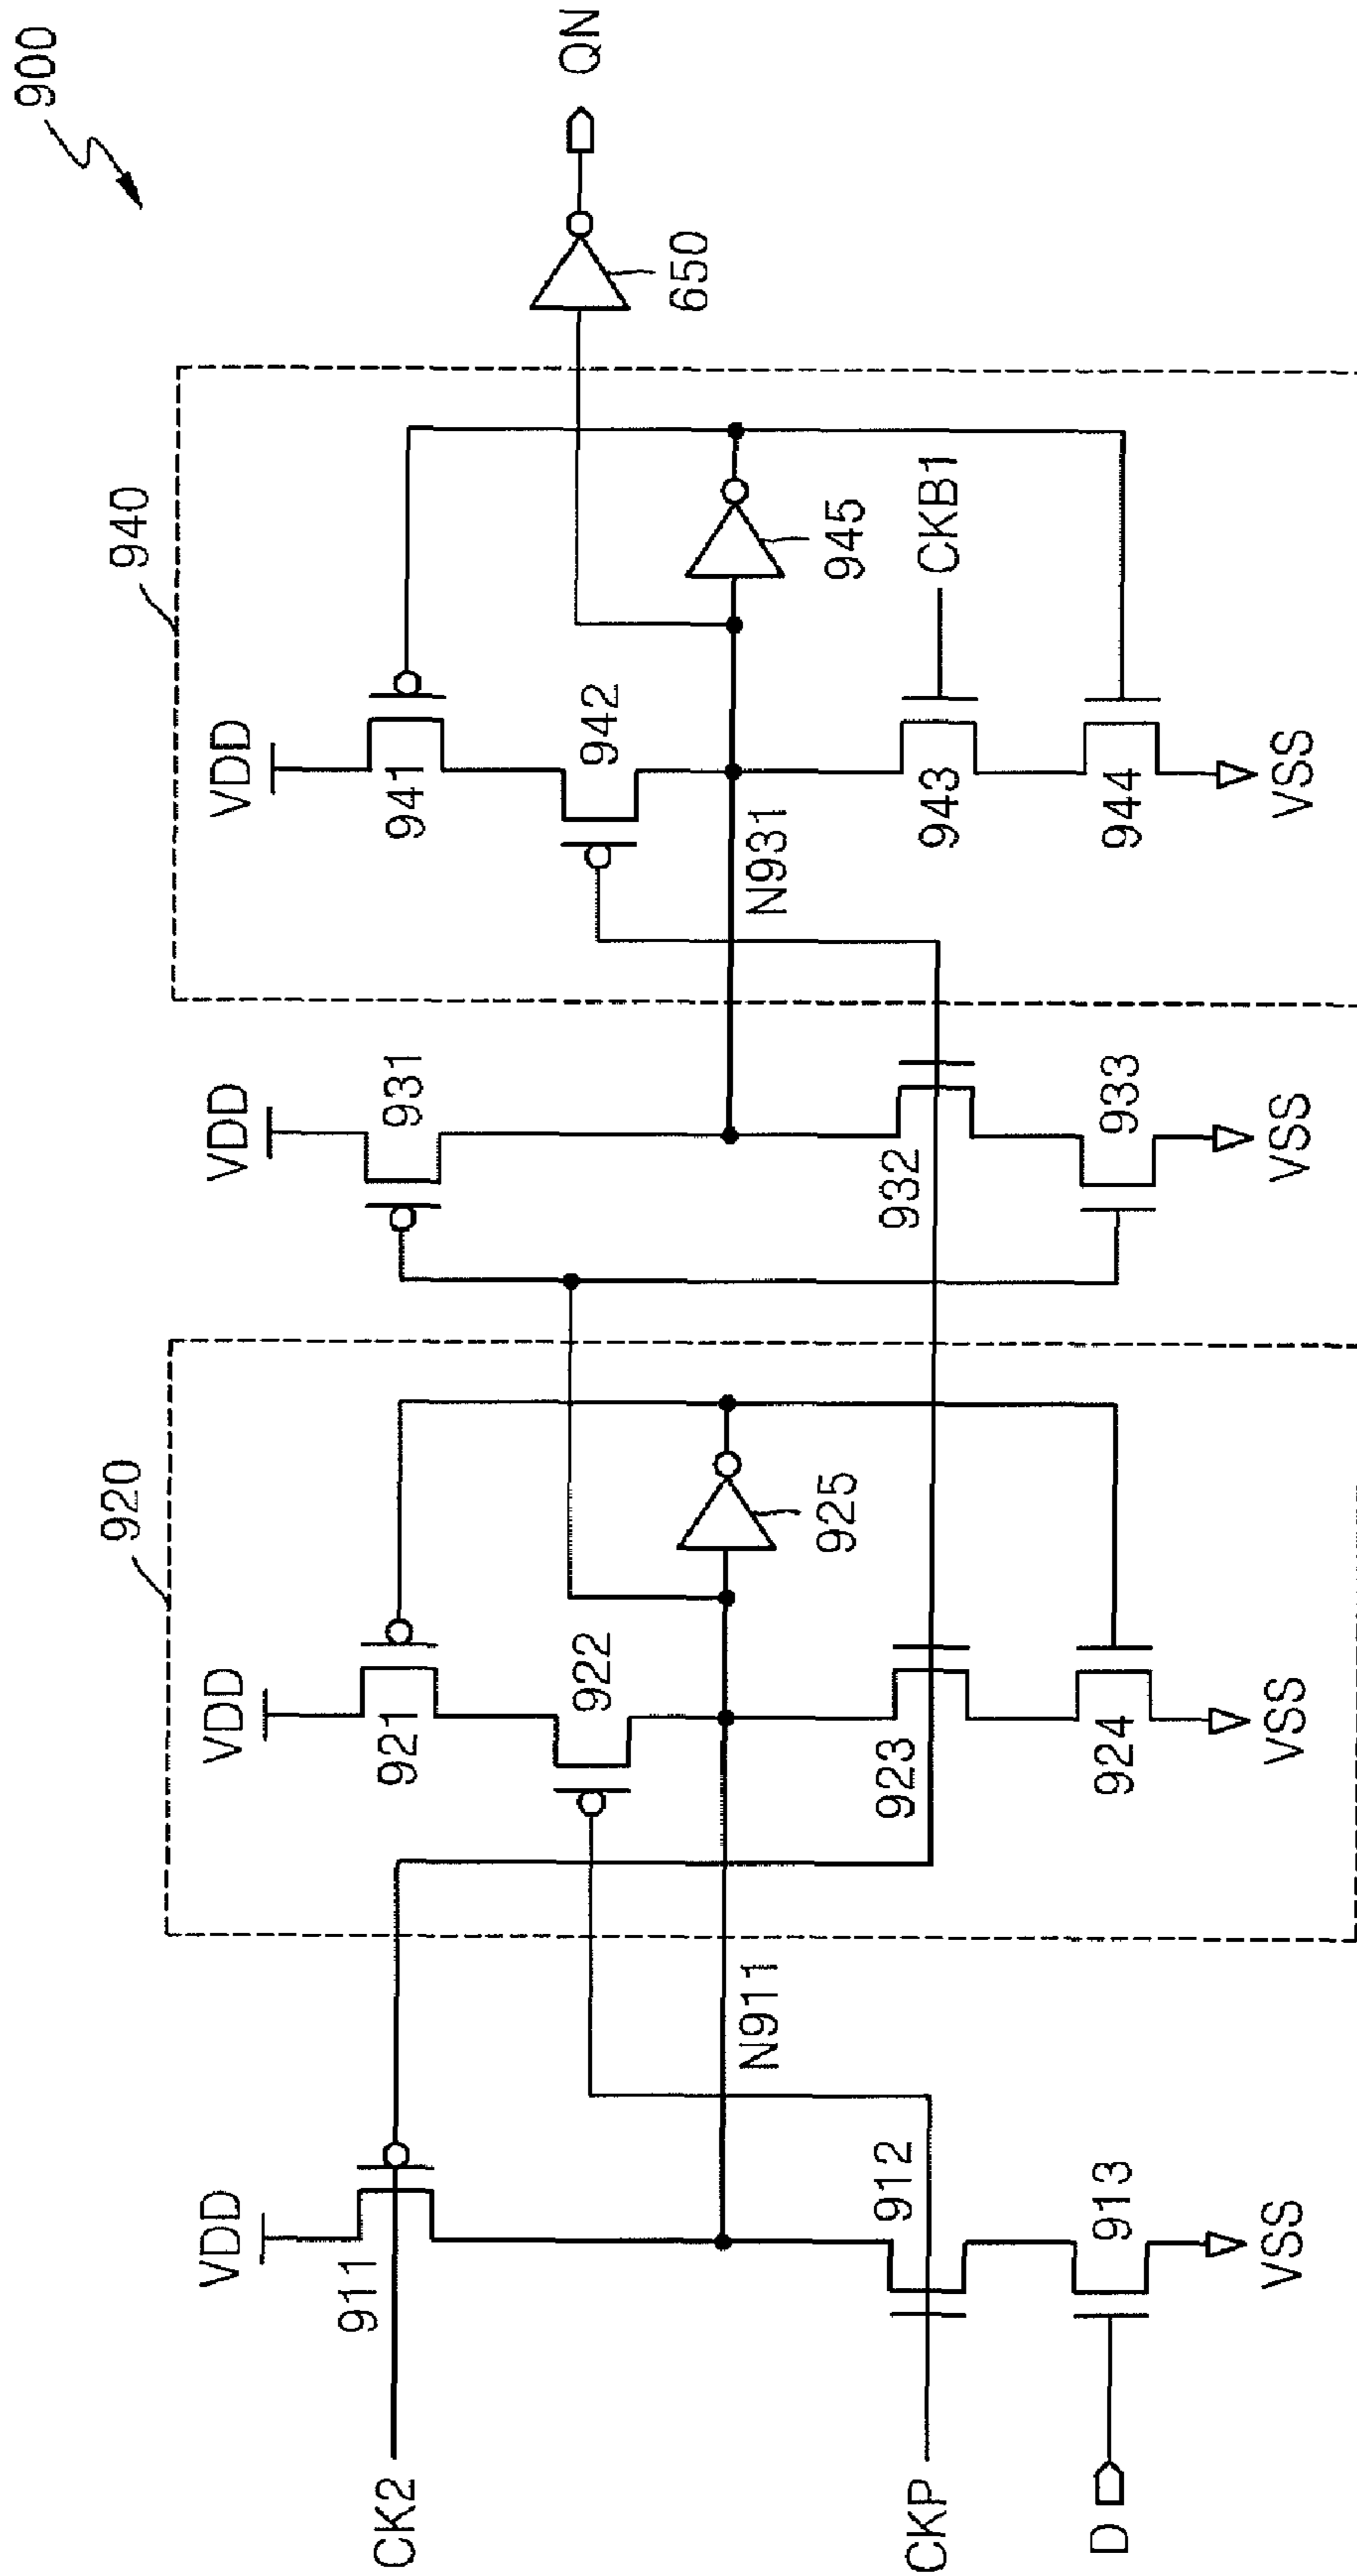 900
920
940
VDD
VDD
VDD
VDD
CK2
911
921
931
941
922
942
QN
650
N911
925
N931
945
CKP
912
923
932
943
CKB1
D
913
924
933
944
VSS
VSS
VSS
VSS